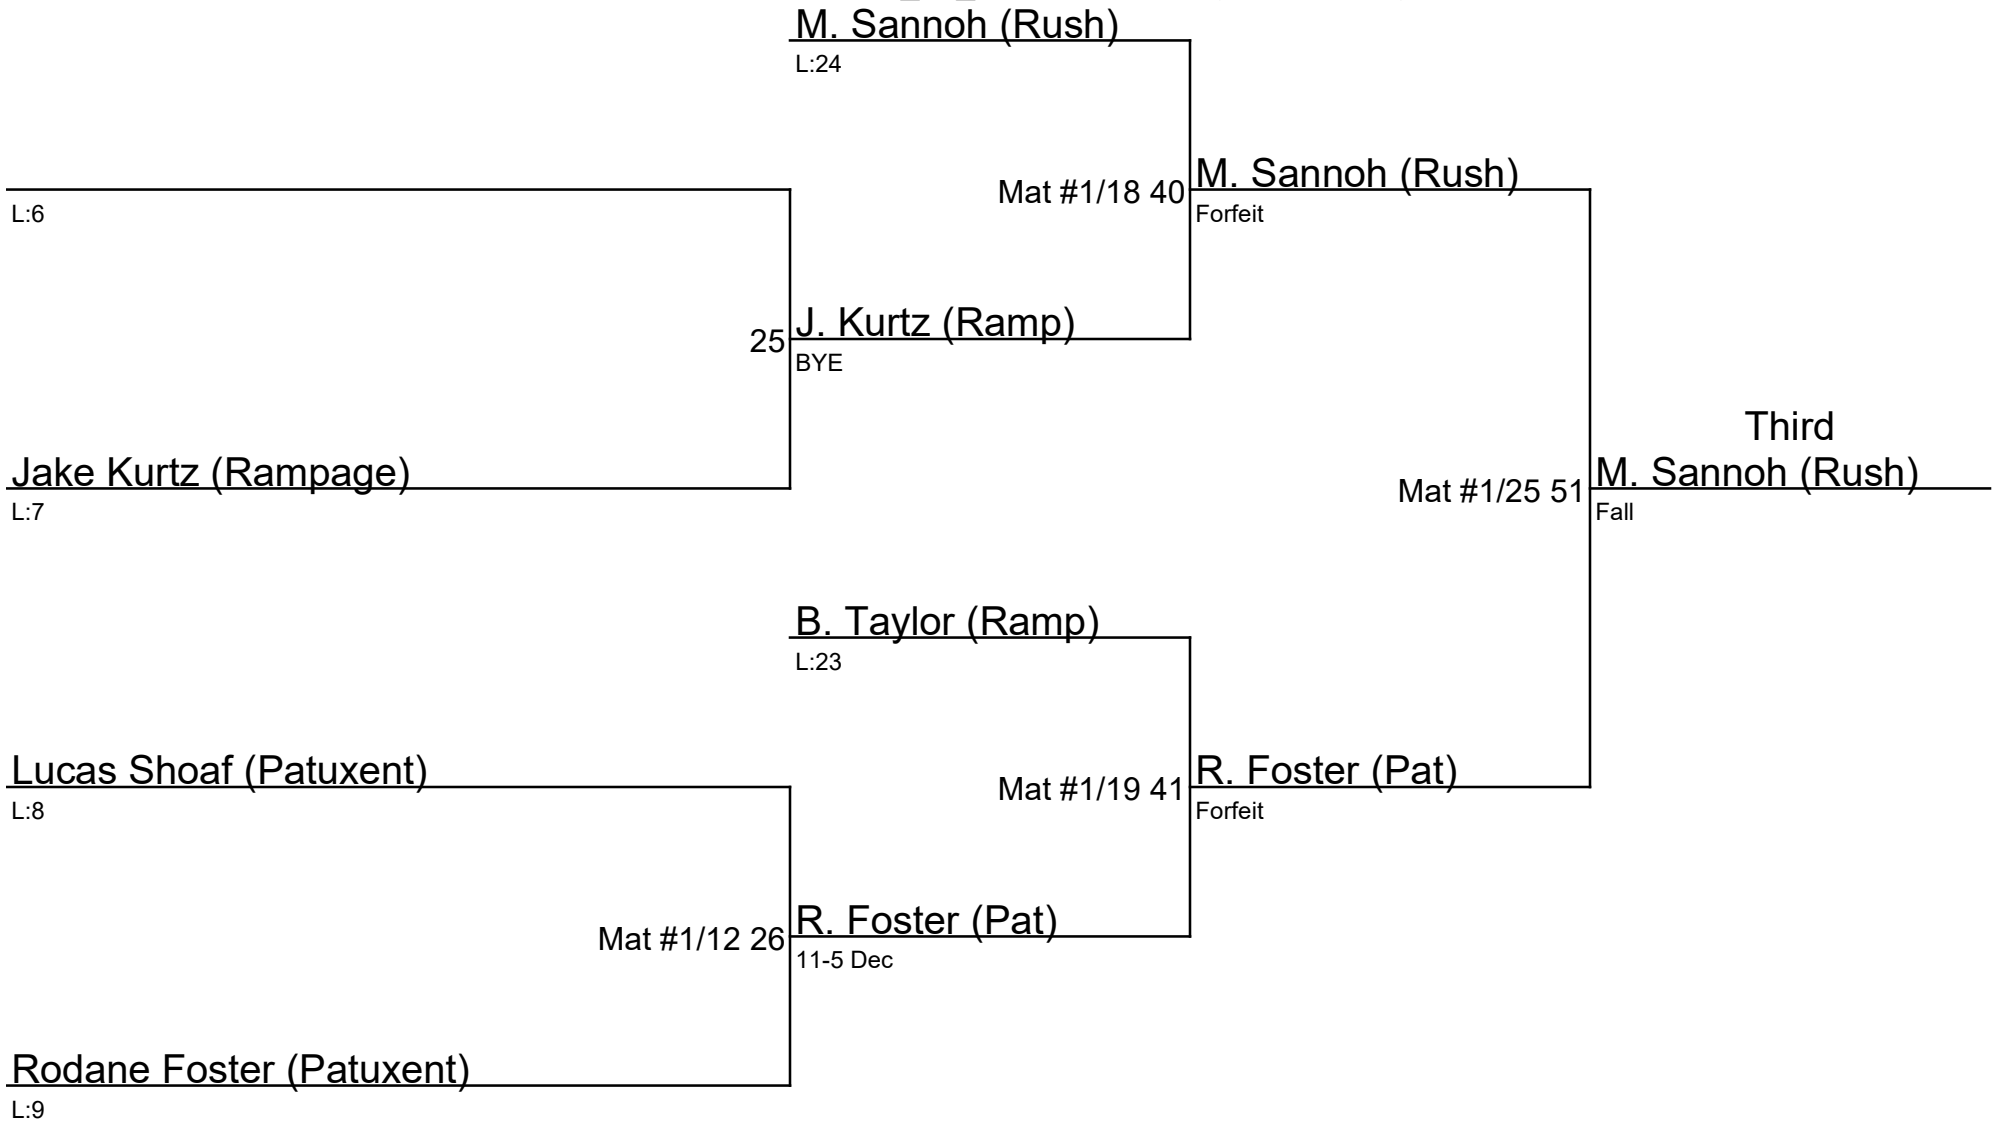 M. Sannoh (Rush)
L:24
Mat #1/18 40
M. Sannoh (Rush)
Forfeit
L:6
25
J. Kurtz (Ramp)
BYE
Third
Jake Kurtz (Rampage)
L:7
Mat #1/25 51
M. Sannoh (Rush)
Fall
B. Taylor (Ramp)
L:23
Lucas Shoaf (Patuxent)
L:8
Mat #1/19 41
R. Foster (Pat)
Forfeit
Mat #1/12 26
R. Foster (Pat)
11-5 Dec
Rodane Foster (Patuxent)
L:9